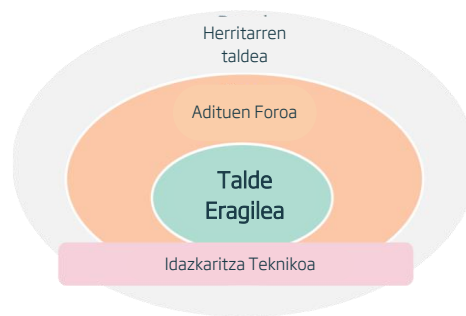 Herritarren
taldea
Adituen Foroa
Talde
Eragilea
Idazkaritza Teknikoa